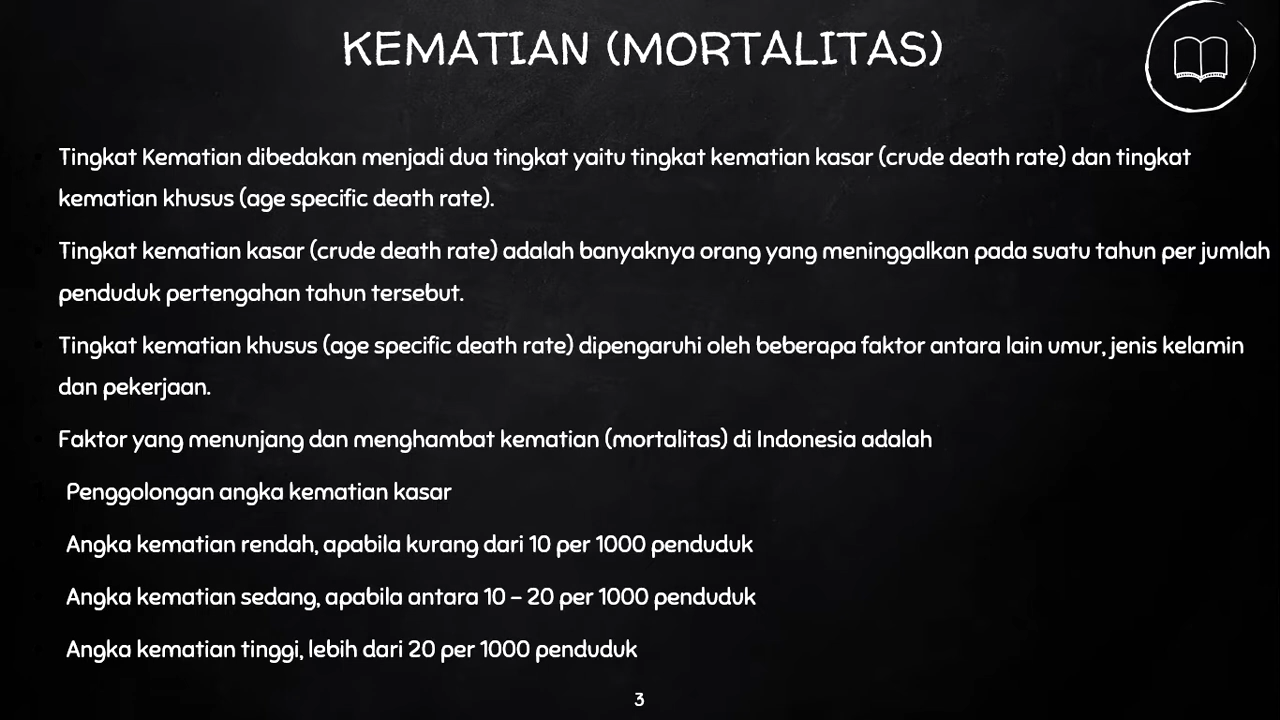 KEMATIAN (MORTALITAS)
Tingkat Kematian dibedakan menjadi dua tingkat yaitu tingkat kematian kasar (crude death rate) dan tingkat
kematian khusus (age specific death rate).
Tingkat kematian kasar (crude death rate) adalah banyaknya orang yang meninggalkan pada suatu tahun per jumlah
penduduk pertengahan tahun tersebut.
Tingkat kematian khusus (age specific death rate) dipengaruhi oleh beberapa faktor antara lain umur, jenis kelamin
dan pekerjaan.
Faktor yang menunjang dan menghambat kematian (mortalitas) di Indonesia adalah
Penggolongan angka kematian kasar
Angka kematian rendah, apabila kurang dari 10 per 1000 penduduk
Angka kematian sedang, apabila antara 10 – 20 per 1000 penduduk
Angka kematian tinggi, lebih dari 20 per 1000 penduduk
3